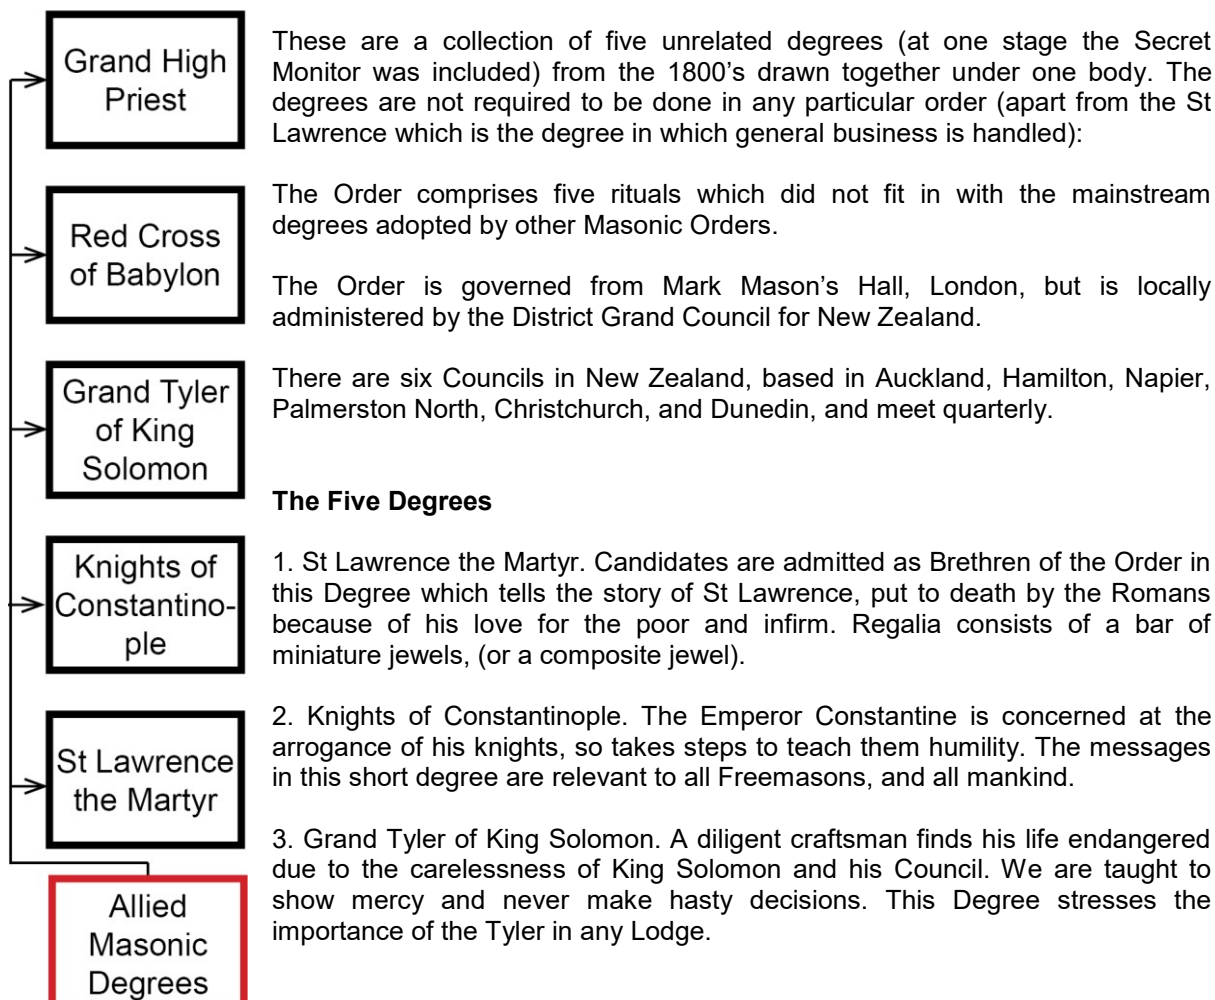 Grand High
Priest
Red Cross
of Babylon
Grand Tyler
of King
Solomon
Knights of
Constantino-
ple
St Lawrence
the Martyr
Allied
Masonic
Degrees
These are a collection of five unrelated degrees (at one stage the Secret
Monitor was included) from the 1800's drawn together under one body. The
degrees are not required to be done in any particular order (apart from the St
Lawrence which is the degree in which general business is handled):
The Order comprises five rituals which did not fit in with the mainstream
degrees adopted by other Masonic Orders.
The Order is governed from Mark Mason's Hall, London, but is locally
administered by the District Grand Council for New Zealand.
There are six Councils in New Zealand, based in Auckland, Hamilton, Napier,
Palmerston North, Christchurch, and Dunedin, and meet quarterly.
The Five Degrees
1. St Lawrence the Martyr. Candidates are admitted as Brethren of the Order in
this Degree which tells the story of St Lawrence, put to death by the Romans
because of his love for the poor and infirm. Regalia consists of a bar of
miniature jewels, (or a composite jewel).
2. Knights of Constantinople. The Emperor Constantine is concerned at the
arrogance of his knights, so takes steps to teach them humility. The messages
in this short degree are relevant to all Freemasons, and all mankind.
3. Grand Tyler of King Solomon. A diligent craftsman finds his life endangered
due to the carelessness of King Solomon and his Council. We are taught to
show mercy and never make hasty decisions. This Degree stresses the
importance of the Tyler in any Lodge.